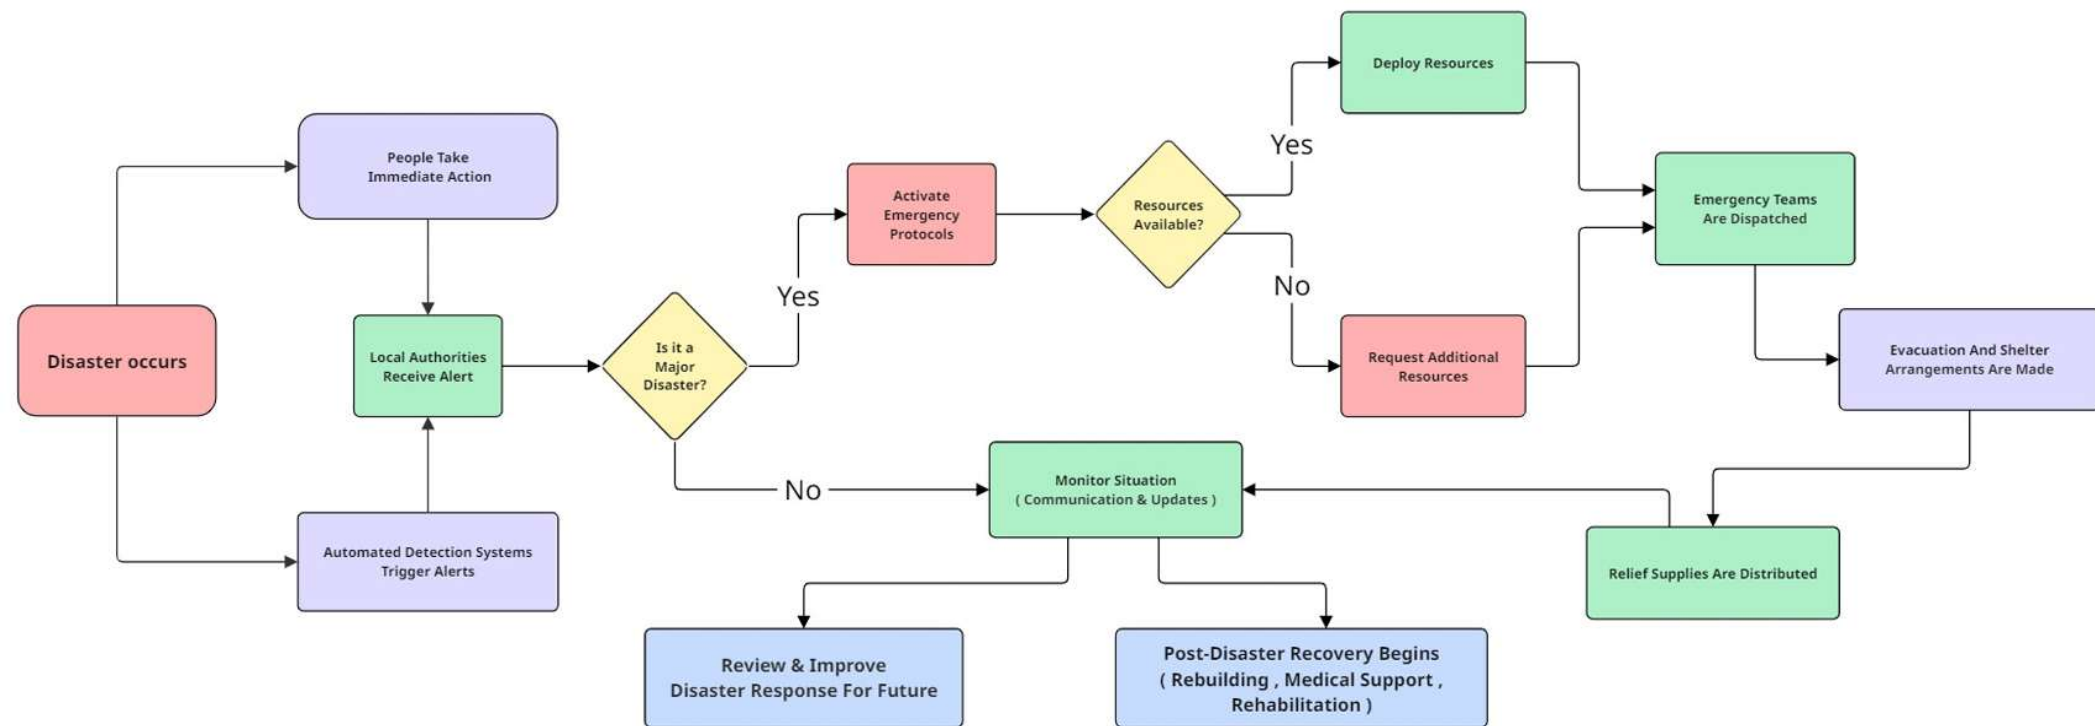 Disaster occurs
People Take
Immediate Action
Local Authorities
Receive Alert
Automated Detection Systems
Trigger Alerts
Is it a
Major
Disaster?
Yes
No
Activate
Emergency
Protocols
Resources
Available?
Yes
No
Deploy Resources
Request Additional
Resources
Emergency Teams
Are Dispatched
Evacuation And Shelter
Arrangements Are Made
Relief Supplies Are Distributed
Monitor Situation
( Communication & Updates )
Review & Improve
Disaster Response For Future
Post-Disaster Recovery Begins
( Rebuilding , Medical Support ,
Rehabilitation )